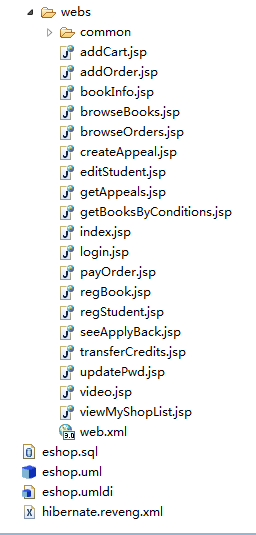 webs
common
addCart.jsp
addOrder.jsp
bookInfo.jsp
browseBooks.jsp
browseOrders.jsp
createAppeal.jsp
editStudent.jsp
getAppeals.jsp
getBooksByConditions.jsp
index.jsp
login.jsp
payOrder.jsp
regBook.jsp
regStudent.jsp
seeApplyBack.jsp
transferCredits.jsp
updatePwd.jsp
video.jsp
viewMyShopList.jsp
web.xml
eshop.sql
eshop.uml
eshop.umldi
hibernate.reveng.xml